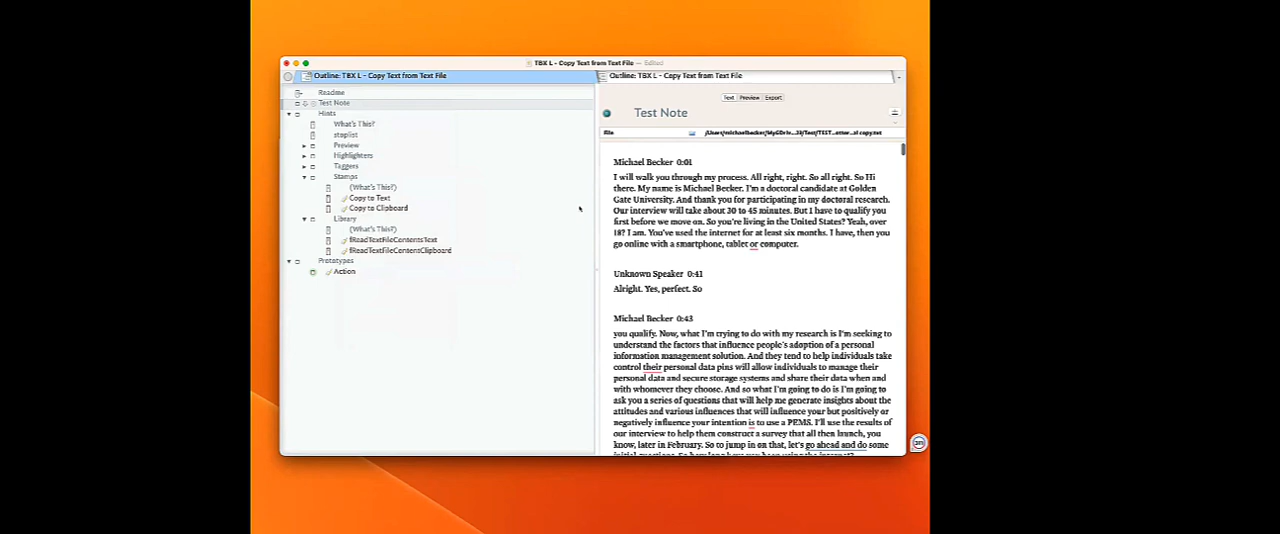 TBX L - Copy Text from Text File — Edited
Outline: TBX L - Copy Text from Text File
Outline: TBX L - Copy Text from Text File
Readme
Test Note
Hints
What's This?
stoplist
Preview
Highlighters
Taggers
Stamps
(What's This?)
Copy to Text
Copy to Clipboard
Library
(What's This?)
fReadTextFileContentsText
fReadTextFileContentClipboard
Prototypes
Action
Text Preview Export
Test Note
file
Michael Becker 0:01
I will walk you through my process. All right, right. So all right. So Hi
there. My name is Michael Becker. I'm a doctoral candidate at Golden
Gate University. And thank you for participating in my doctoral research.
Our interview will take about 30 to 45 minutes. But I have to qualify you
first before we move on. So you're living in the United States? Yeah, over
18? I am. You've used the internet for at least six months. I have, then you
go online with a smartphone, tablet or computer.
Unknown Speaker 0:41
Alright. Yes, perfect. So
Michael Becker 0:43
you qualify. Now, what I'm trying to do with my research is I'm seeking to
understand the factors that influence people's adoption of a personal
information management solution. And they tend to help individuals take
control their personal data pins will allow individuals to manage their
personal data and secure storage systems and share their data when and
with whomever they choose. And so what I'm going to do is I'm going to
ask you a series of questions that will help me generate insights about the
attitudes and various influences that will influence your but positively or
negatively influence your intention is to use a PEMS. I'll use the results of
our interview to help them construct a survey that all then launch, you
know, later in February. So to jump in on that, let's go ahead and do some